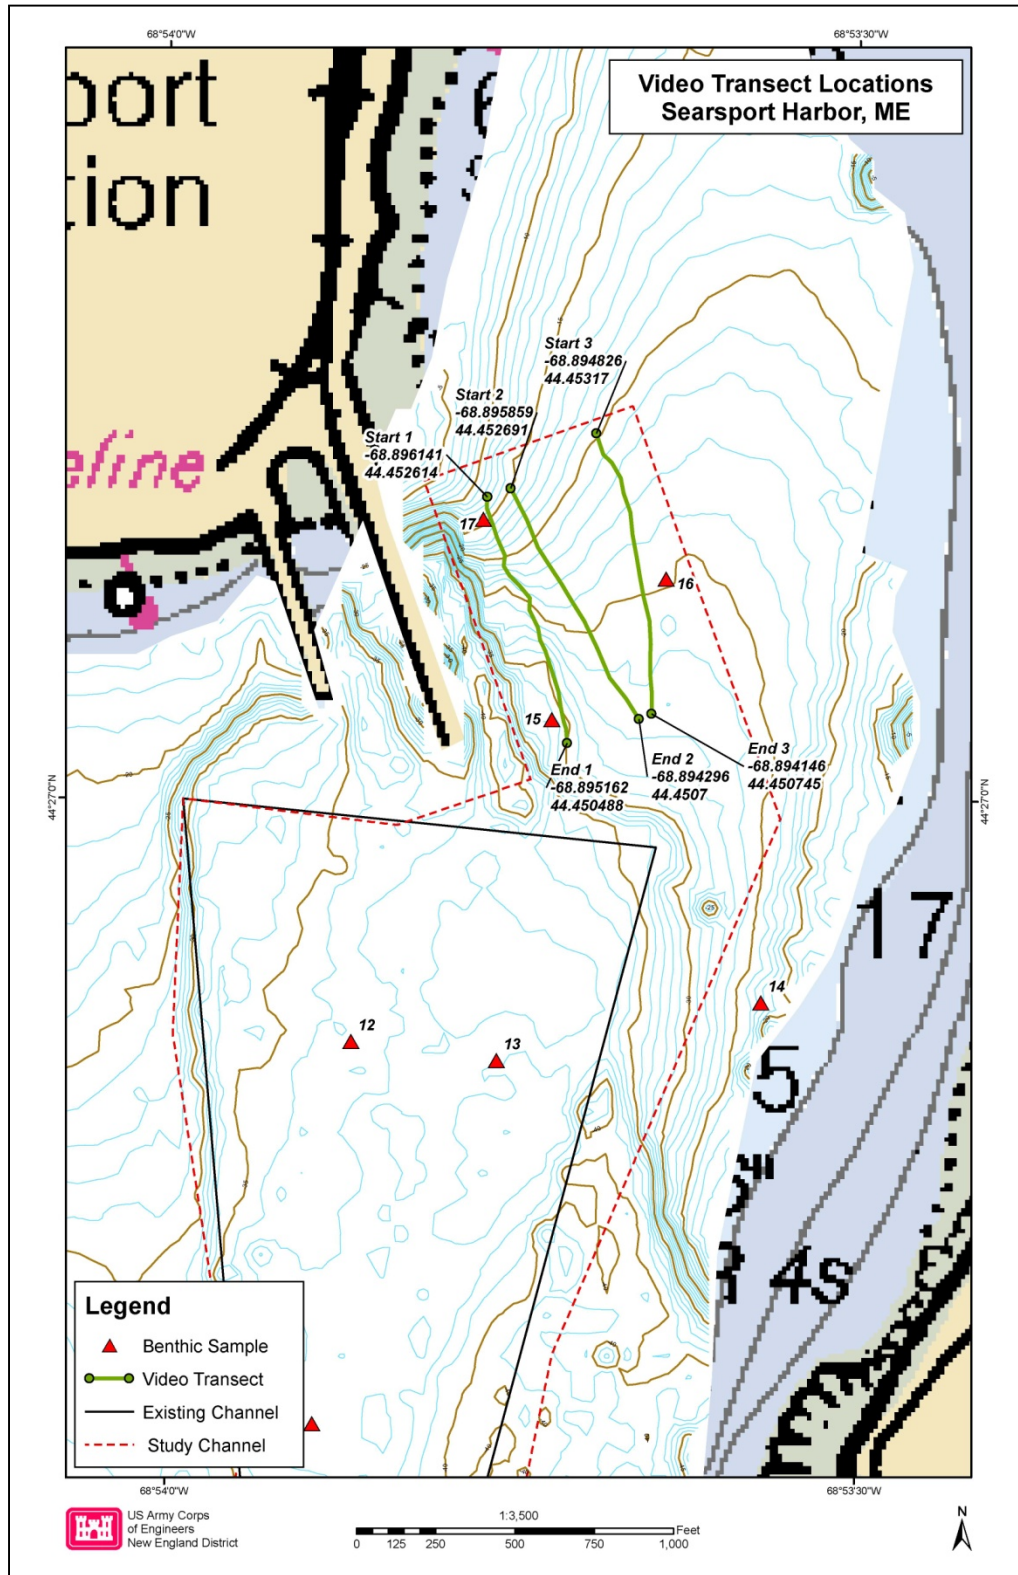 68°54'0"W
68°53'30"W
Video Transect Locations
Searsport Harbor, ME
port
tion
eline
Start 3
-68.894826
44.45317
Start 2
-68.895859
44.452691
Start 1
-68.896141
44.452614
17
16
15
End 1
-68.895162
44.450488
End 2
-68.894296
44.4507
End 3
-68.894146
44.450745
44°27'0"N
44°27'0"N
17
14
12
13
5
4s
Legend
Benthic Sample
Video Transect
Existing Channel
Study Channel
68°54'0"W
68°53'30"W
US Army Corps
of Engineers
New England District
1:3,500
Feet
0 125 250 500 750 1,000
N